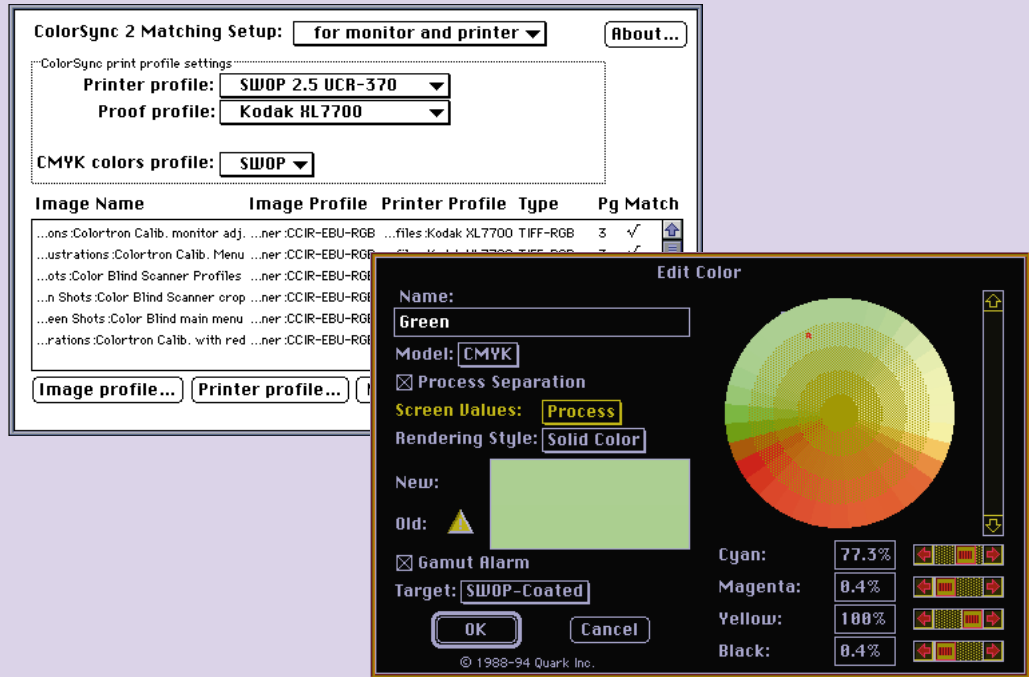 ColorSync 2 Matching Setup: for monitor and printer About...
ColorSync print profile settings
Printer profile: SWOP 2.5 UCR-370
Proof profile: Kodak XL7700
CMYK colors profile: SWOP
Image Name Image Profile Printer Profile Type Pg Match
...ons :Colortron Calib. monitor adj. ...ner :CCIR-EBU-RGB ...files :Kodak XL7700 TIFF-RGB 3 √
...ustrations :Colortron Calib. Menu ...ner :CCIR-EBU-RGB
...ots :Color Blind Scanner Profiles ...ner :CCIR-EBU-RGB
...n Shots :Color Blind Scanner crop ...ner :CCIR-EBU-RGB
...een Shots :Color Blind main menu ...ner :CCIR-EBU-RGB
...rations :Colortron Calib. with red ...ner :CCIR-EBU-RGB
Image profile... Printer profile...
Edit Color
Name:
Green
Model: CMYK
Process Separation
Screen Values: Process
Rendering Style: Solid Color
New:
Old:
Gamut Alarm
Target: SWOP-Coated
OK Cancel
© 1988-94 Quark Inc.
R
Cyan: 77.3%
Magenta: 0.4%
Yellow: 100%
Black: 0.4%